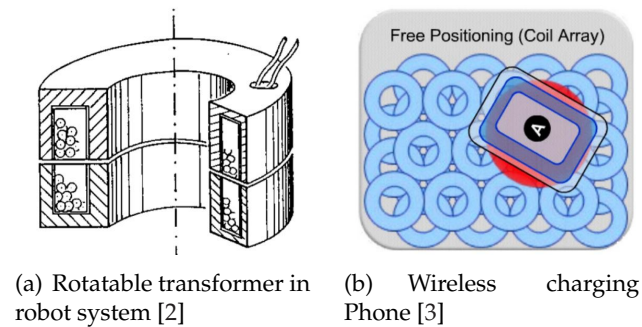 Free Positioning (Coil Array)
A
(a) Rotatable transformer in
robot system [2]
(b) Wireless charging
Phone [3]